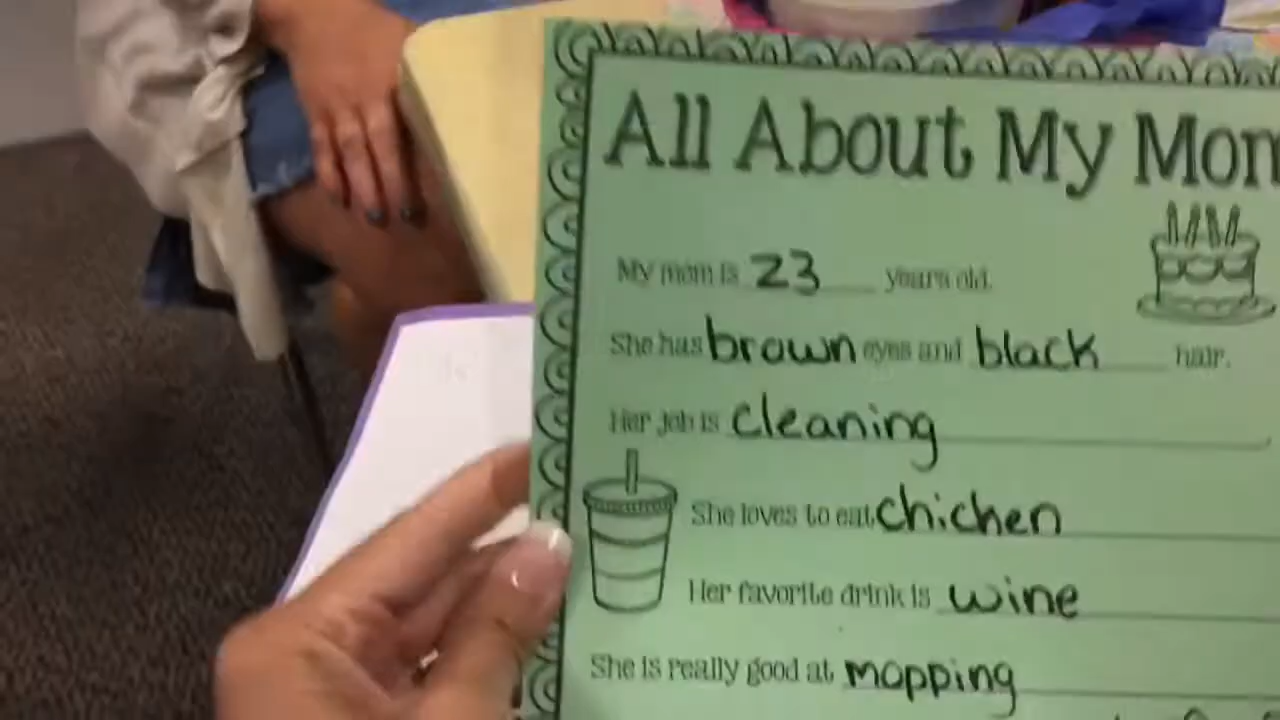 All About My Mom
My mom is 23 years old.
She has brown eyes and black hair.
Her job is cleaning
She loves to eat chichen
Her favorite drink is wine
She is really good at mopping